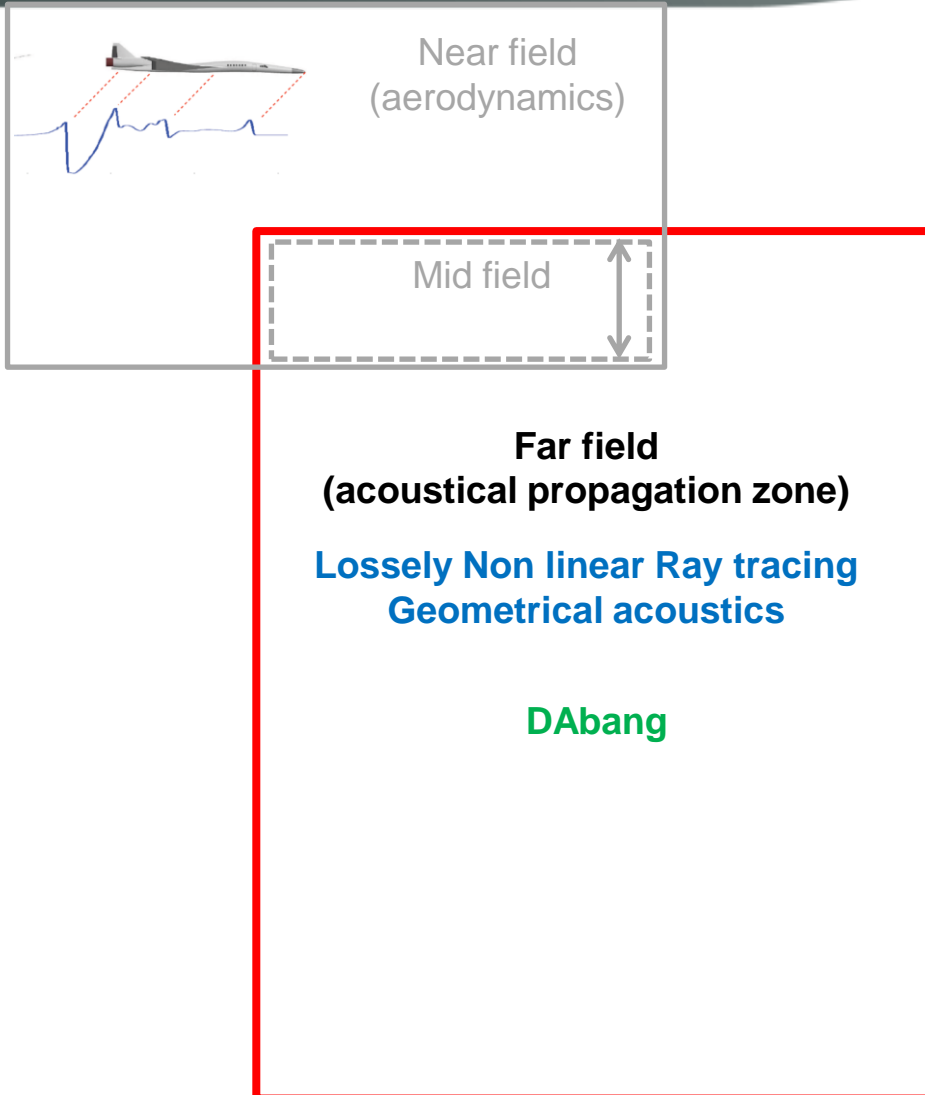 Near field
(aerodynamics)
Mid field
Far field
(acoustical propagation zone)
Lossely Non linear Ray tracing
Geometrical acoustics
DAbang